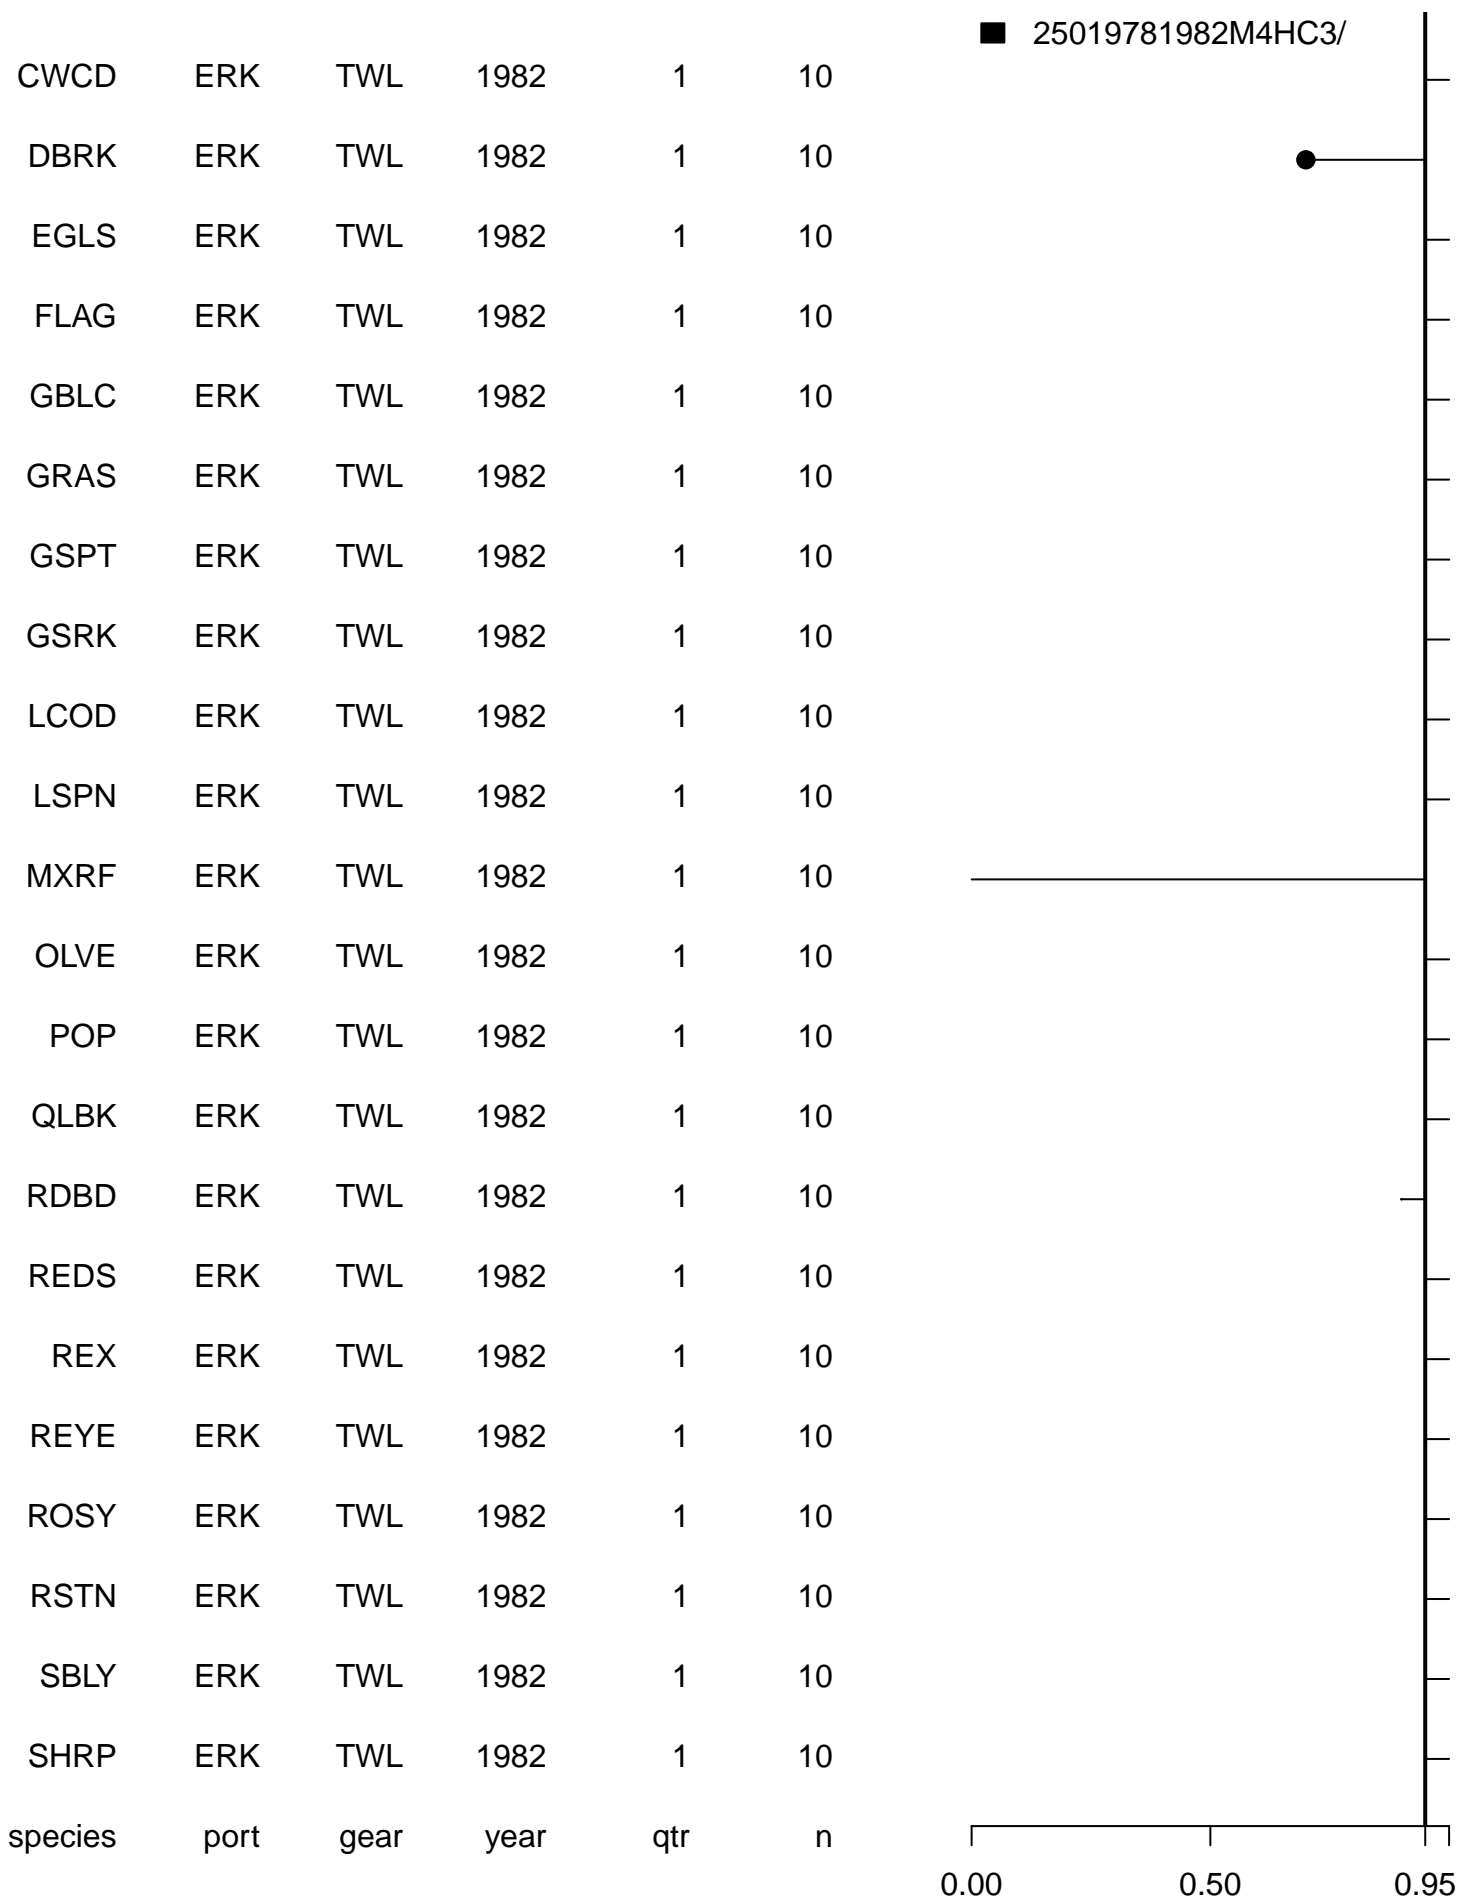 25019781982M4HC3/
CWCD ERK TWL 1982 1 10
DBRK ERK TWL 1982 1 10
EGLS ERK TWL 1982 1 10
FLAG ERK TWL 1982 1 10
GBLC ERK TWL 1982 1 10
GRAS ERK TWL 1982 1 10
GSPT ERK TWL 1982 1 10
GSRK ERK TWL 1982 1 10
LCOD ERK TWL 1982 1 10
LSPN ERK TWL 1982 1 10
MXRF ERK TWL 1982 1 10
OLVE ERK TWL 1982 1 10
POP ERK TWL 1982 1 10
QLBK ERK TWL 1982 1 10
RDBD ERK TWL 1982 1 10
REDS ERK TWL 1982 1 10
REX ERK TWL 1982 1 10
REYE ERK TWL 1982 1 10
ROSY ERK TWL 1982 1 10
RSTN ERK TWL 1982 1 10
SBLY ERK TWL 1982 1 10
SHRP ERK TWL 1982 1 10
species port gear year qtr n
0.00 0.50 0.95